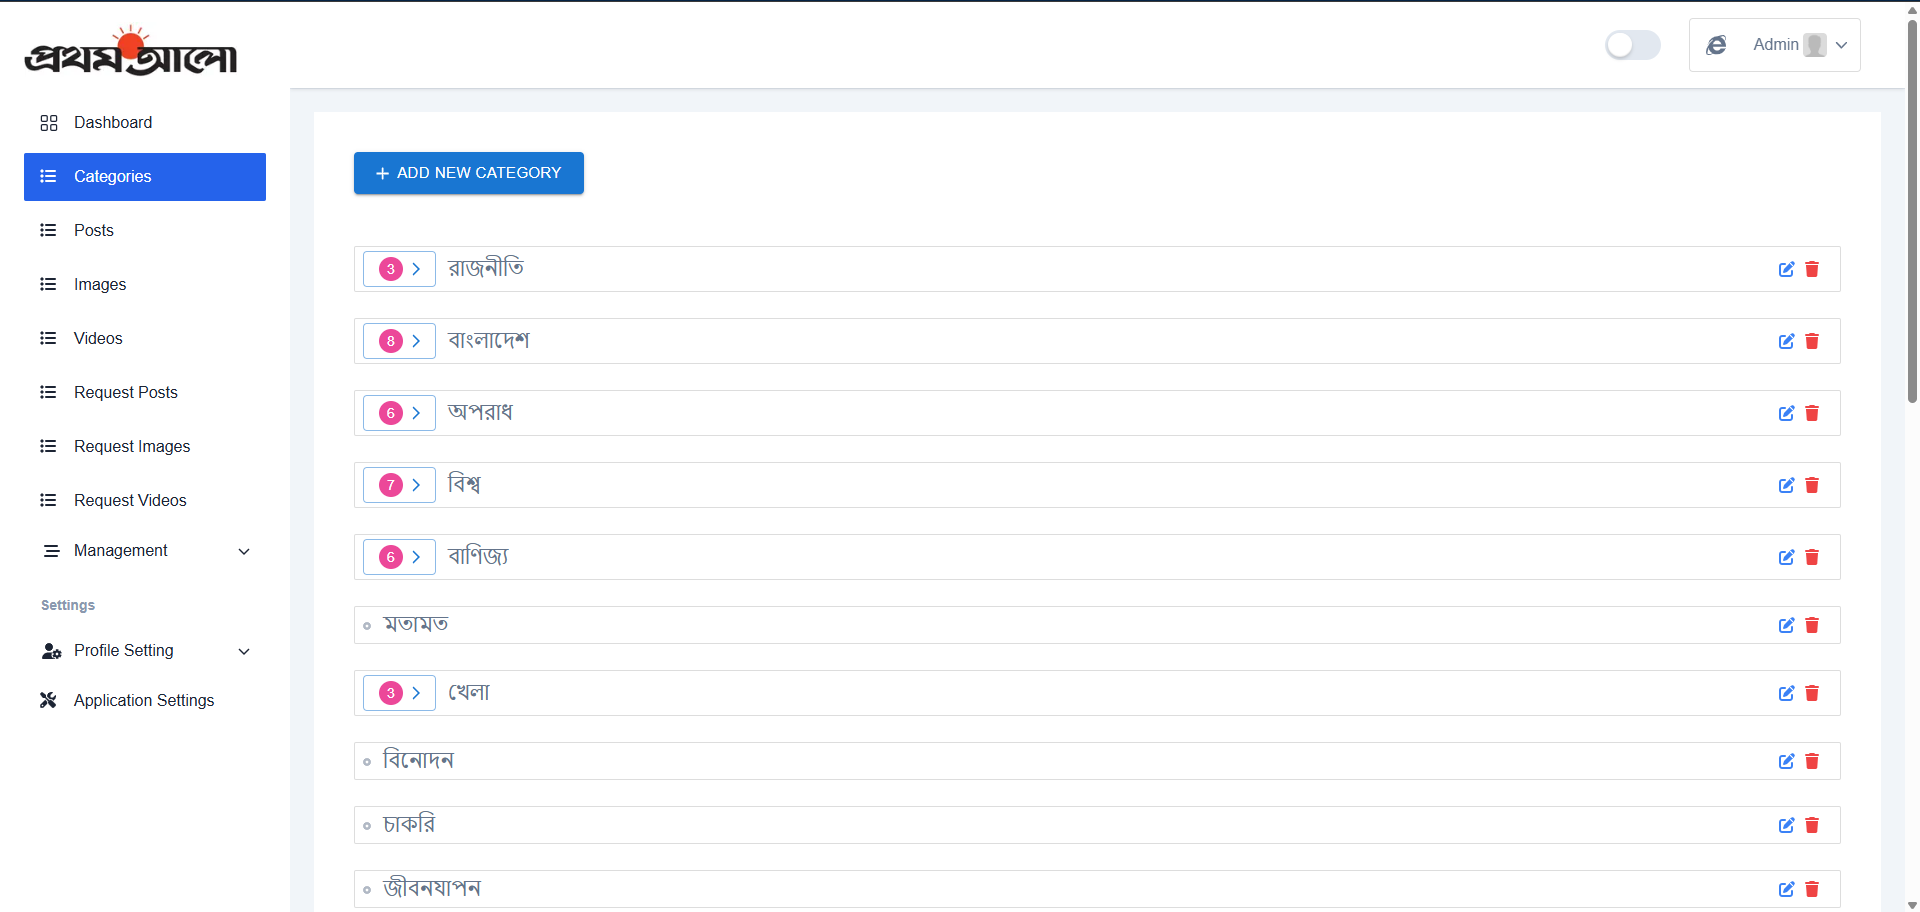 প্রথম আলো
Admin
Dashboard
Categories
Posts
Images
Videos
Request Posts
Request Images
Request Videos
Management
Settings
Profile Setting
Application Settings
ADD NEW CATEGORY
3 রাজনীতি
8 বাংলাদেশ
6 অপরাধ
7 বিশ্ব
6 বাণিজ্য
মতামত
3 খেলা
বিনোদন
চাকরি
জীবনযাপন